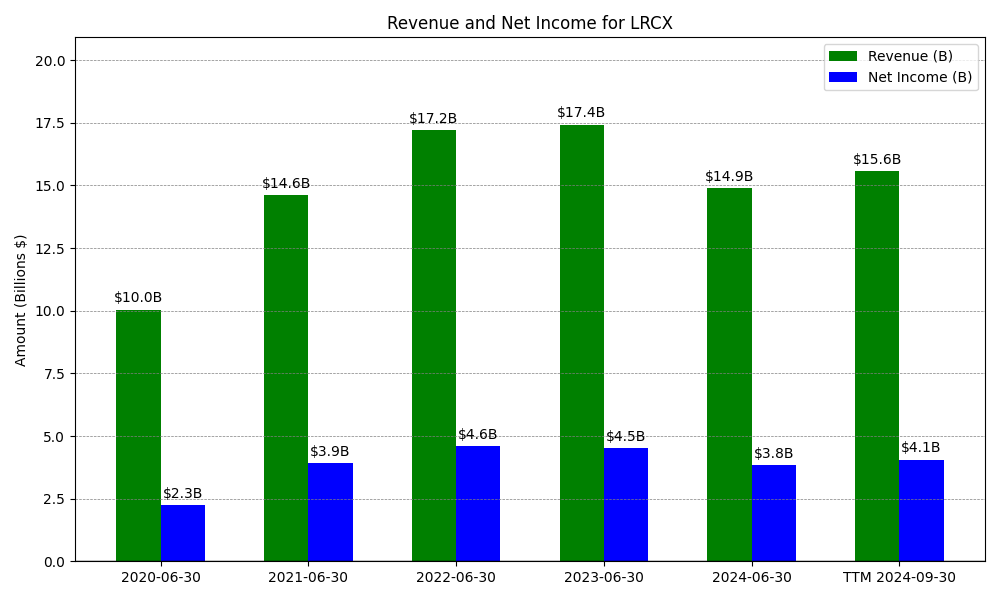 Revenue and Net Income for LRCX
Revenue (B)
Net Income (B)
Amount (Billions $)
20.0
17.5
15.0
12.5
10.0
7.5
5.0
2.5
0.0
$10.0B
$2.3B
$14.6B
$3.9B
$17.2B
$4.6B
$17.4B
$4.5B
$14.9B
$3.8B
$15.6B
$4.1B
2020-06-30
2021-06-30
2022-06-30
2023-06-30
2024-06-30
TTM 2024-09-30